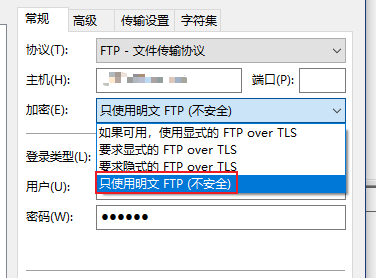 常规 高级 传输设置 字符集
协议(T): FTP - 文件传输协议
主机(H): 端口(P):
加密(E): 只使用明文 FTP (不安全)
如果可用，使用显式的 FTP over TLS
登录类型(L): 要求显式的 FTP over TLS
要求隐式的 FTP over TLS
用户(U): 只使用明文 FTP (不安全)
密码(W): ●●●●●●